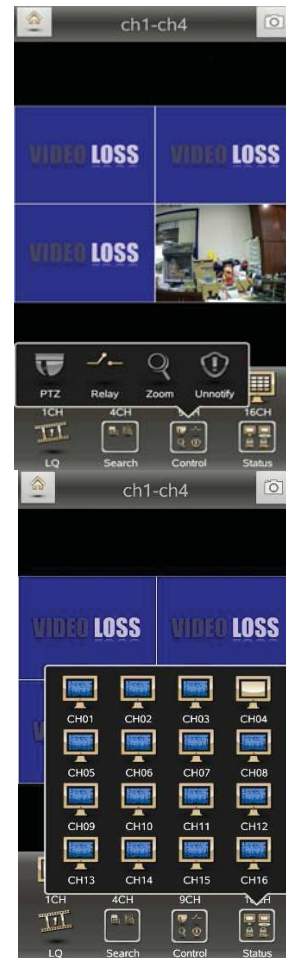 ch1-ch4
VIDEO LOSS VIDEO LOSS
VIDEO LOSS
PTZ Relay Zoom Unnotify
1CH 4CH 16CH
LQ Search Control Status
ch1-ch4
VIDEO LOSS VIDEO LOSS
CH01 CH02 CH03 CH04
CH05 CH06 CH07 CH08
CH09 CH10 CH11 CH12
CH13 CH14 CH15 CH16
1CH 4CH 9CH
LQ Search Control Status